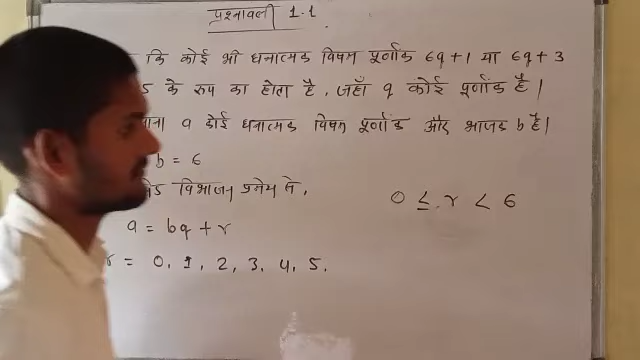 प्रश्नावली 1.1
कि कोई भी धनात्मक विषम पूर्णांक 6q + 1 या 6q + 3
5 के रूप का होता है, जहाँ q कोई पूर्णांक है।
a कोई धनात्मक विषम पूर्णांक और भाजक b है।
b = 6
विभाजन प्रमेय से,
0 ≤ r < 6
a = bq + r
r = 0, 1, 2, 3, 4, 5.